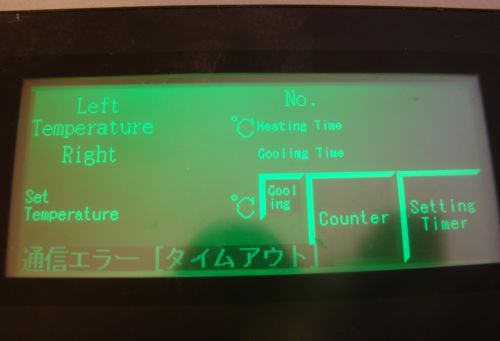 Left
Temperature ℃
Right
No.
Heating Time
Cooling Time
Set
Temperature ℃
Cool
ing
Counter
Setting
Timer
通信エラー [タイムアウト]